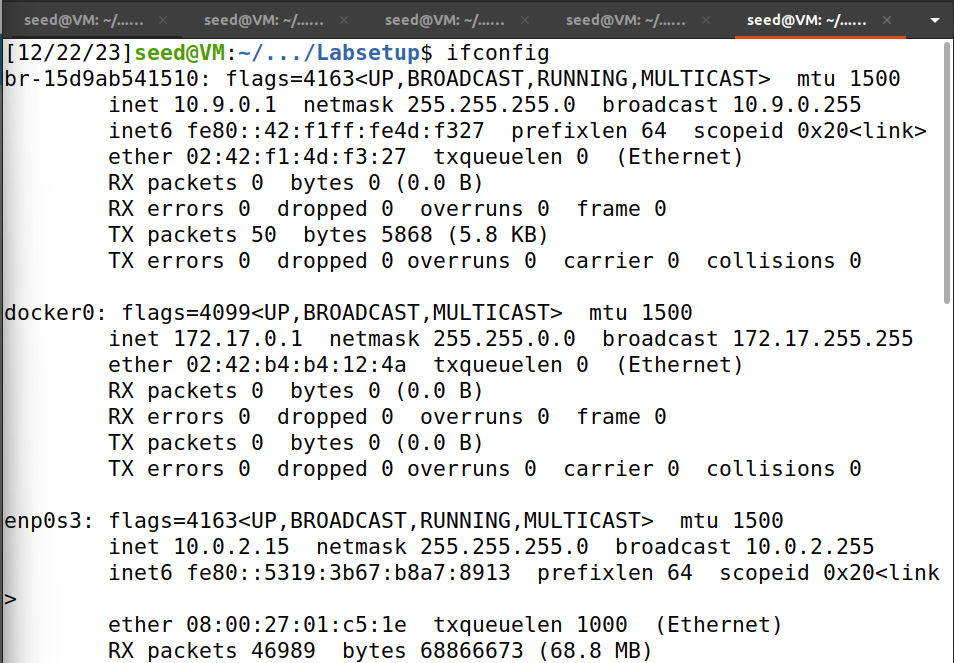 seed@VM: ~/...... × seed@VM: ~/...... × seed@VM: ~/...... × seed@VM: ~/...... × seed@VM: ~/...... ×
[12/22/23]seed@VM:~/.../Labsetup$ ifconfig
br-15d9ab541510: flags=4163<UP,BROADCAST,RUNNING,MULTICAST>  mtu 1500
        inet 10.9.0.1  netmask 255.255.255.0  broadcast 10.9.0.255
        inet6 fe80::42:f1ff:fe4d:f327  prefixlen 64  scopeid 0x20<link>
        ether 02:42:f1:4d:f3:27  txqueuelen 0  (Ethernet)
        RX packets 0  bytes 0 (0.0 B)
        RX errors 0  dropped 0  overruns 0  frame 0
        TX packets 50  bytes 5868 (5.8 KB)
        TX errors 0  dropped 0 overruns 0  carrier 0  collisions 0

docker0: flags=4099<UP,BROADCAST,MULTICAST>  mtu 1500
        inet 172.17.0.1  netmask 255.255.0.0  broadcast 172.17.255.255
        ether 02:42:b4:b4:12:4a  txqueuelen 0  (Ethernet)
        RX packets 0  bytes 0 (0.0 B)
        RX errors 0  dropped 0  overruns 0  frame 0
        TX packets 0  bytes 0 (0.0 B)
        TX errors 0  dropped 0 overruns 0  carrier 0  collisions 0

enp0s3: flags=4163<UP,BROADCAST,RUNNING,MULTICAST>  mtu 1500
        inet 10.0.2.15  netmask 255.255.255.0  broadcast 10.0.2.255
        inet6 fe80::5319:3b67:b8a7:8913  prefixlen 64  scopeid 0x20<link
>
        ether 08:00:27:01:c5:1e  txqueuelen 1000  (Ethernet)
        RX packets 46989  bytes 68866673 (68.8 MB)